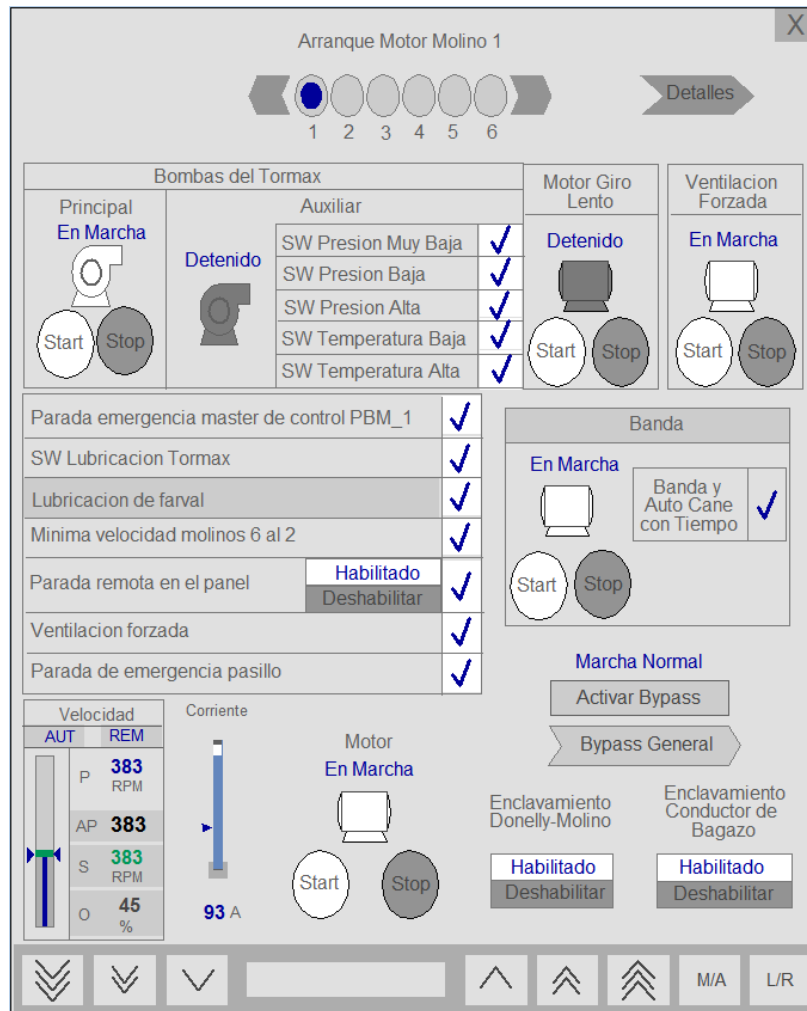 X
Arranque Motor Molino 1
Detalles
1 2 3 4 5 6
Bombas del Tormax
Principal
En Marcha
Start
Stop
Auxiliar
Detenido
SW Presion Muy Baja
SW Presion Baja
SW Presion Alta
SW Temperatura Baja
SW Temperatura Alta
Motor Giro
Lento
Detenido
Start
Stop
Ventilacion
Forzada
En Marcha
Start
Stop
Parada emergencia master de control PBM_1
SW Lubricacion Tormax
Lubricacion de farval
Minima velocidad molinos 6 al 2
Parada remota en el panel
Habilitado
Deshabilitar
Ventilacion forzada
Parada de emergencia pasillo
Banda
En Marcha
Banda y
Auto Cane
con Tiempo
Start
Stop
Marcha Normal
Activar Bypass
Bypass General
Velocidad
AUT REM
P 383
RPM
AP 383
S 383
RPM
O 45
%
Corriente
93 A
Motor
En Marcha
Start
Stop
Enclavamiento
Donelly-Molino
Habilitado
Deshabilitar
Enclavamiento
Conductor de
Bagazo
Habilitado
Deshabilitar
M/A
L/R